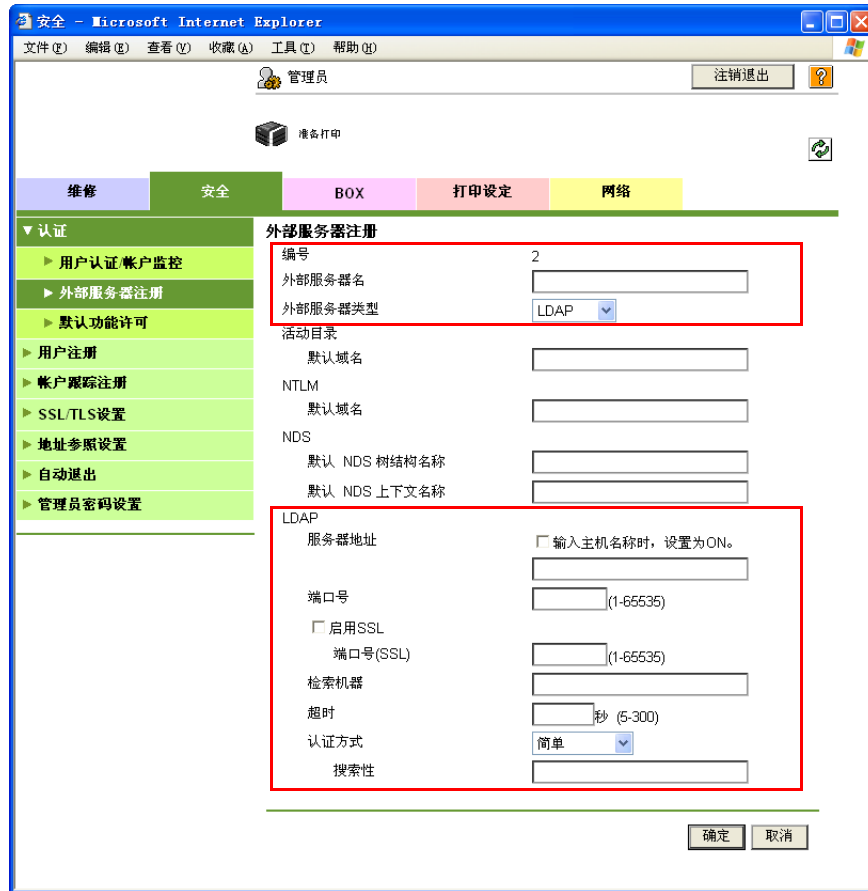 安全 - Microsoft Internet Explorer
文件(F) 编辑(E) 查看(V) 收藏(A) 工具(T) 帮助(H)
管理员
注销退出
?
准备打印
维修 安全 BOX 打印设定 网络
▼认证
用户认证/帐户监控
外部服务器注册
默认功能许可
用户注册
帐户跟踪注册
SSL/TLS设置
地址参照设置
自动退出
管理员密码设置
外部服务器注册
编号 2
外部服务器名
外部服务器类型 LDAP
活动目录
默认域名
NTLM
默认域名
NDS
默认 NDS 树结构名称
默认 NDS 上下文名称
LDAP
服务器地址 输入主机名称时，设置为ON。
端口号 (1-65535)
启用SSL
端口号(SSL) (1-65535)
检索机器
超时 秒 (5-300)
认证方式 简单
搜索性
确定 取消